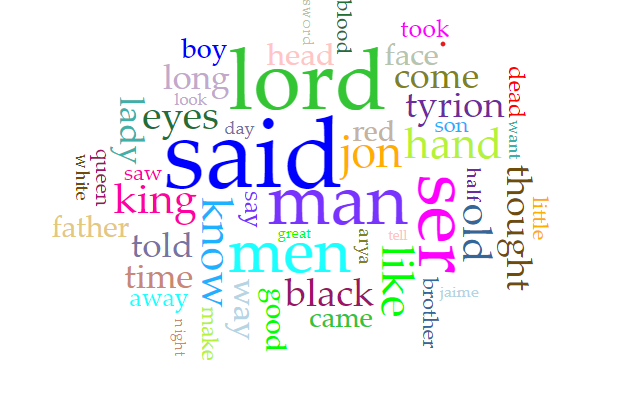 sword
blood
took
.
boy
head
face
lord
long
come
dead
look
tyrion
lady
eyes
day
red
son
want
said
jon
hand
white
queen
saw
man
ser
half
thought
king
know
say
old
little
father
told
great
men
arya
tell
like
time
way
black
brother
jaime
away
good
came
make
night